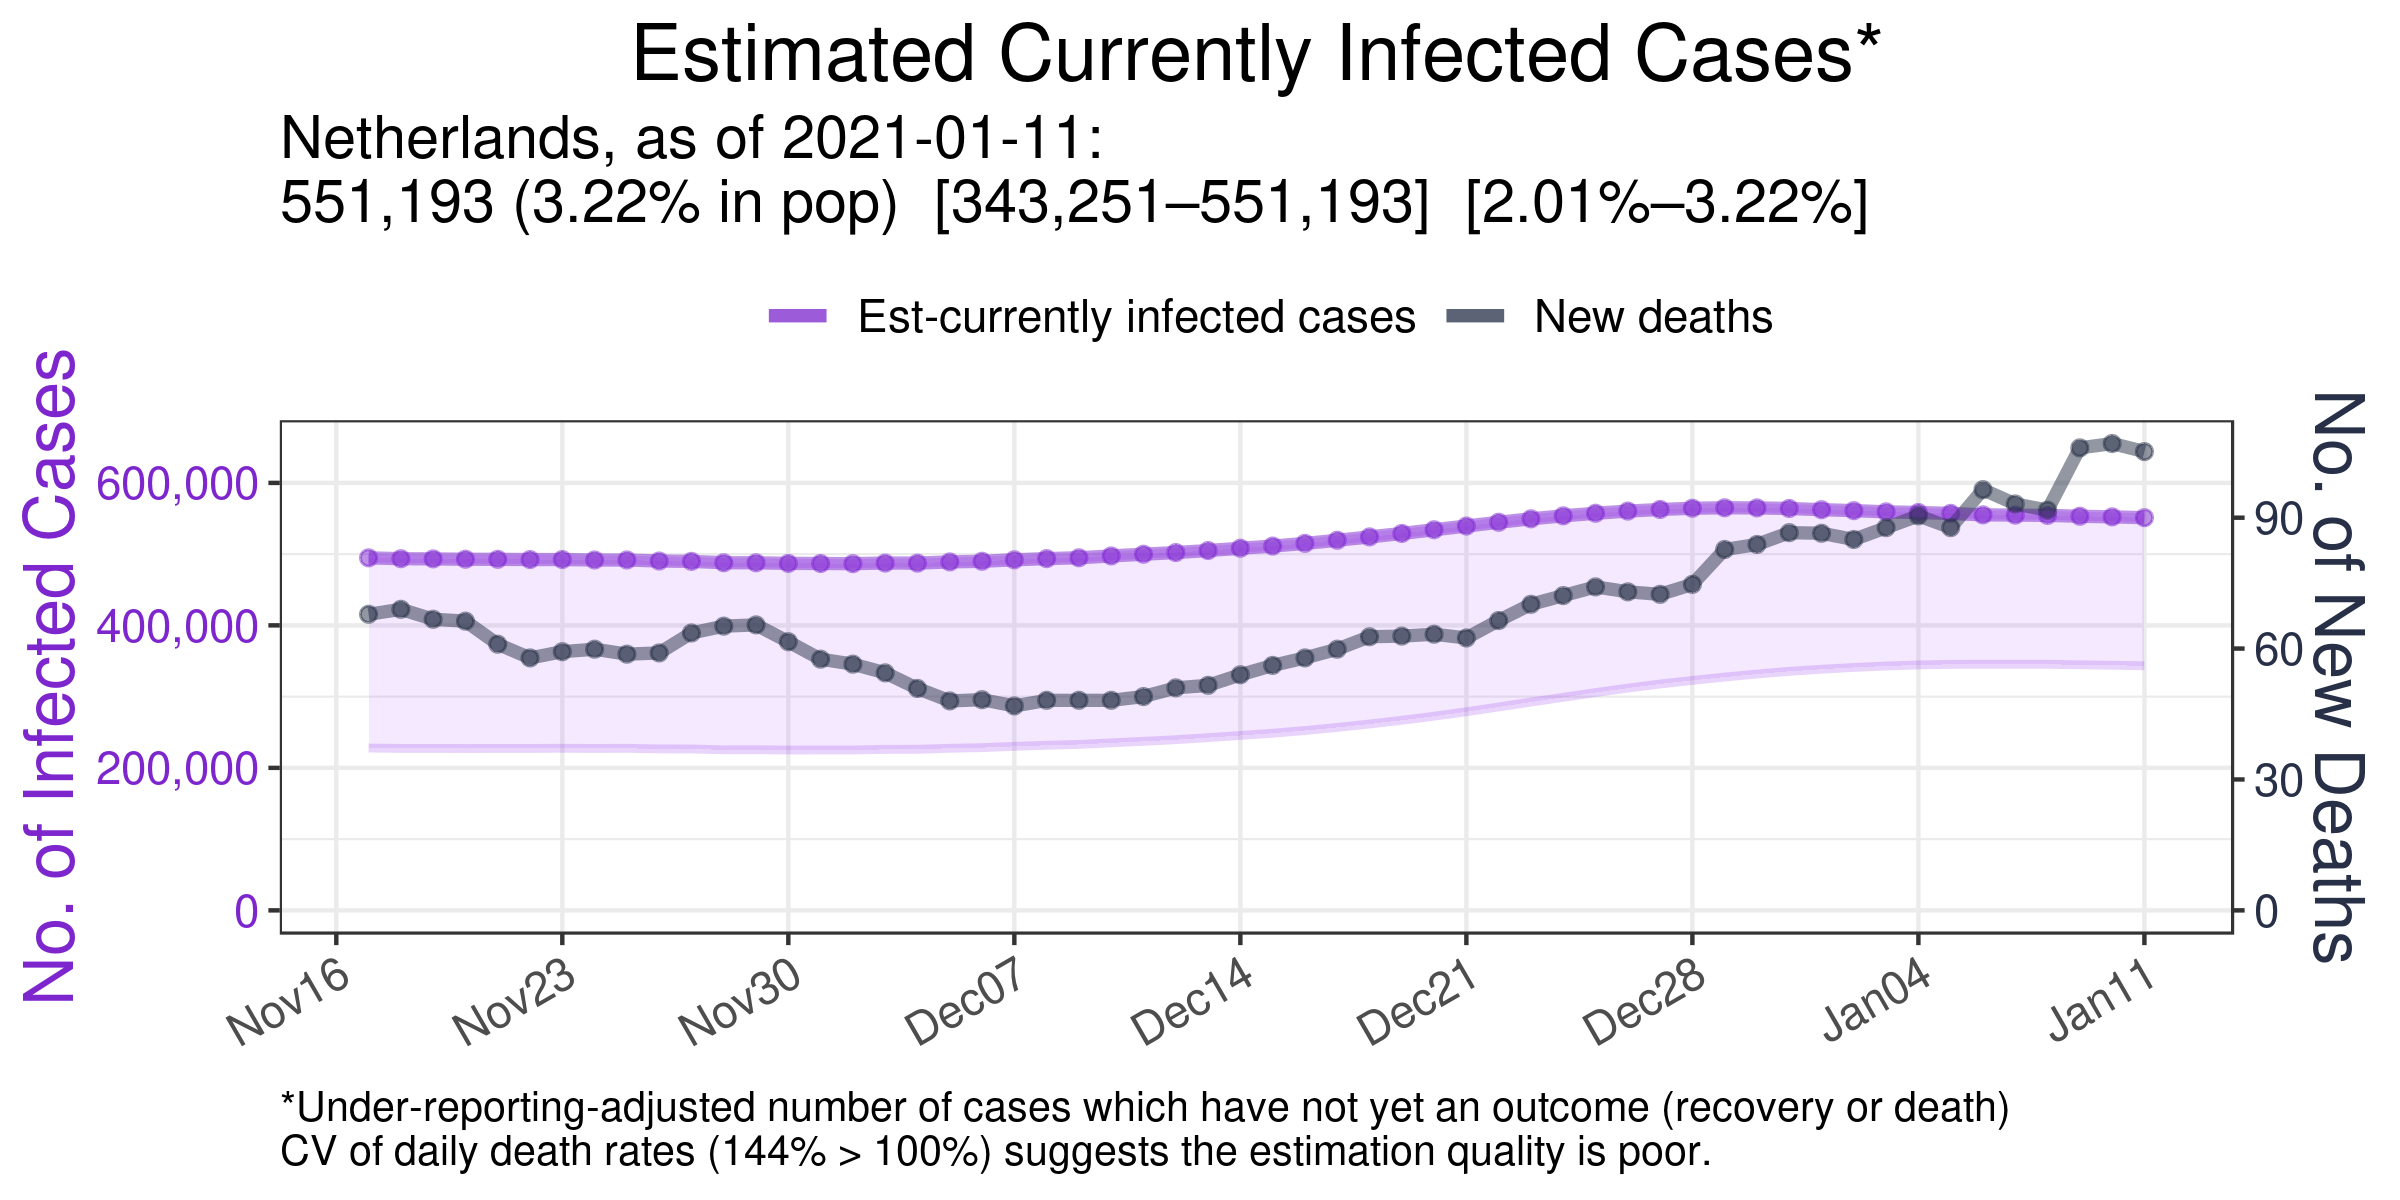 Estimated Currently Infected Cases*
Netherlands, as of 2021-01-11:
551,193 (3.22% in pop) [343,251–551,193] [2.01%–3.22%]
Est-currently infected cases
New deaths
No. of Infected Cases
600,000
400,000
200,000
0
No. of New Deaths
90
60
30
0
Nov16
Nov23
Nov30
Dec07
Dec14
Dec21
Dec28
Jan04
Jan11
*Under-reporting-adjusted number of cases which have not yet an outcome (recovery or death)
CV of daily death rates (144% > 100%) suggests the estimation quality is poor.